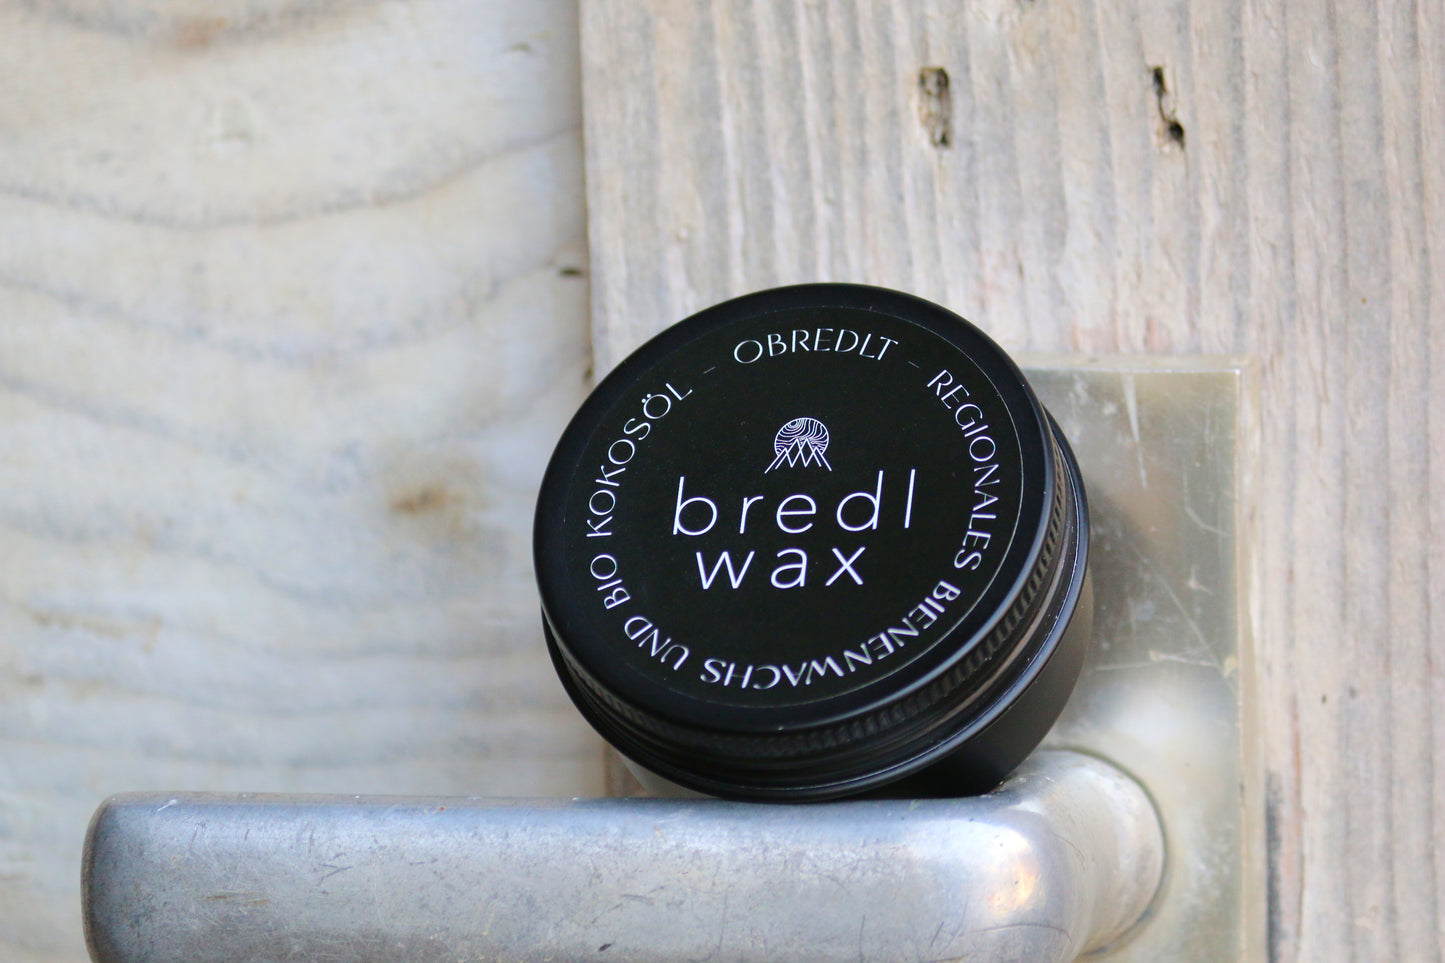 OBREDLT – REGIONALES BIENENWACHS UND BIO KOKOSÖL –
bredl
wax